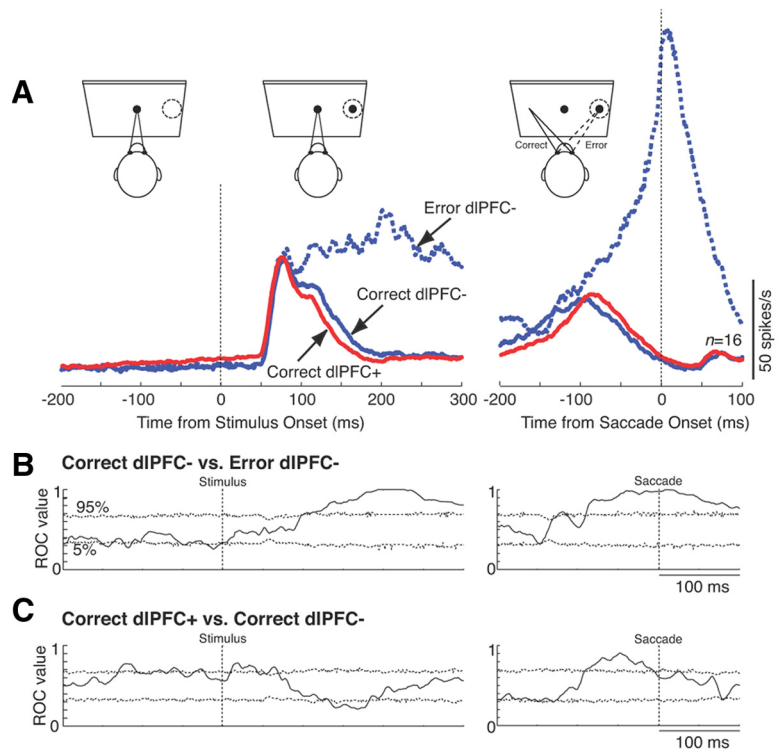 A
Correct
Error
Error dlPFC-
Correct dlPFC-
Correct dlPFC+
n=16
50 spikes/s
-200 -100 0 100 200 300
Time from Stimulus Onset (ms)
-200 -100 0 100
Time from Saccade Onset (ms)
B Correct dlPFC- vs. Error dlPFC-
Stimulus
Saccade
ROC value
1
95%
5%
0
1
0
100 ms
C Correct dlPFC+ vs. Correct dlPFC-
Stimulus
Saccade
ROC value
1
0
1
0
100 ms